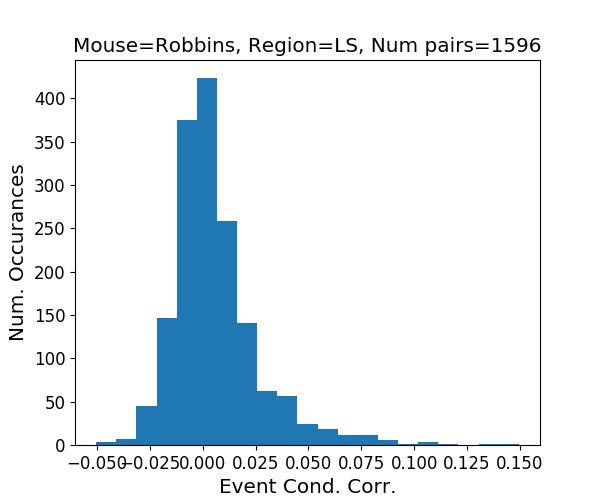 Mouse=Robbins, Region=LS, Num pairs=1596
Num. Occurances
400
350
300
250
200
150
100
50
0
−0.050 −0.025 0.000 0.025 0.050 0.075 0.100 0.125 0.150
Event Cond. Corr.